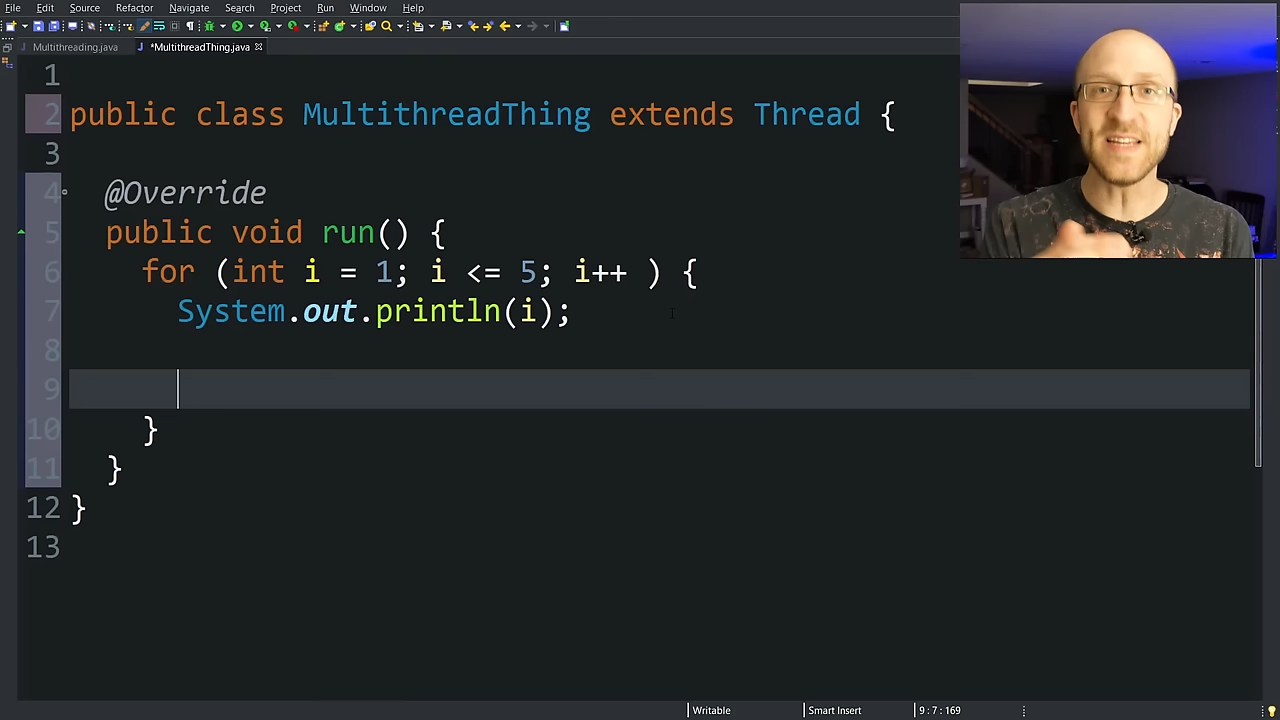 File Edit Source Refactor Navigate Search Project Run Window Help
Multithreading.java *MultithreadThing.java
1
2 public class MultithreadThing extends Thread {
3
4 @Override
5 public void run() {
6 for (int i = 1; i <= 5; i++ ) {
7 System.out.println(i);
8
9
10 }
11 }
12 }
13
Writable Smart Insert 9 : 7 : 169